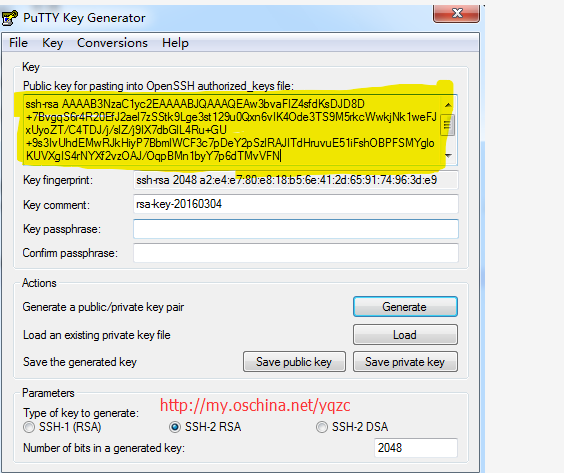 PuTTY Key Generator
File Key Conversions Help
Key
Public key for pasting into OpenSSH authorized_keys file:
ssh-rsa AAAAB3NzaC1yc2EAAAABJQAAAQEAw3bvaFIZ4sfdKsDJD8D
+7BvgqS6r4R20EfJ2ael7zSStk9Lge3st129u0Qxn6vIK4Ode3TS9M5rkcWwkjNk1weFJ
xUyoZT/C4TDJ/j/slZ/j9IX7dbGlL4Ru+GU
+9s3IvUhdEMwRJkHiyP7BbmIWCF3c7pDeY2pSzlRAJITdHruvuE51iFshOBPFSMYglo
KUVXgIS4rNYXf2vzOAJ/OqpBMn1byY7p6dTMvVFN
Key fingerprint: ssh-rsa 2048 a2:e4:e7:80:e8:18:b5:6e:41:2d:65:91:74:96:3d:e9
Key comment: rsa-key-20160304
Key passphrase:
Confirm passphrase:
Actions
Generate a public/private key pair Generate
Load an existing private key file Load
Save the generated key Save public key Save private key
Parameters
Type of key to generate: http://my.oschina.net/yqzc
SSH-1 (RSA) SSH-2 RSA SSH-2 DSA
Number of bits in a generated key: 2048